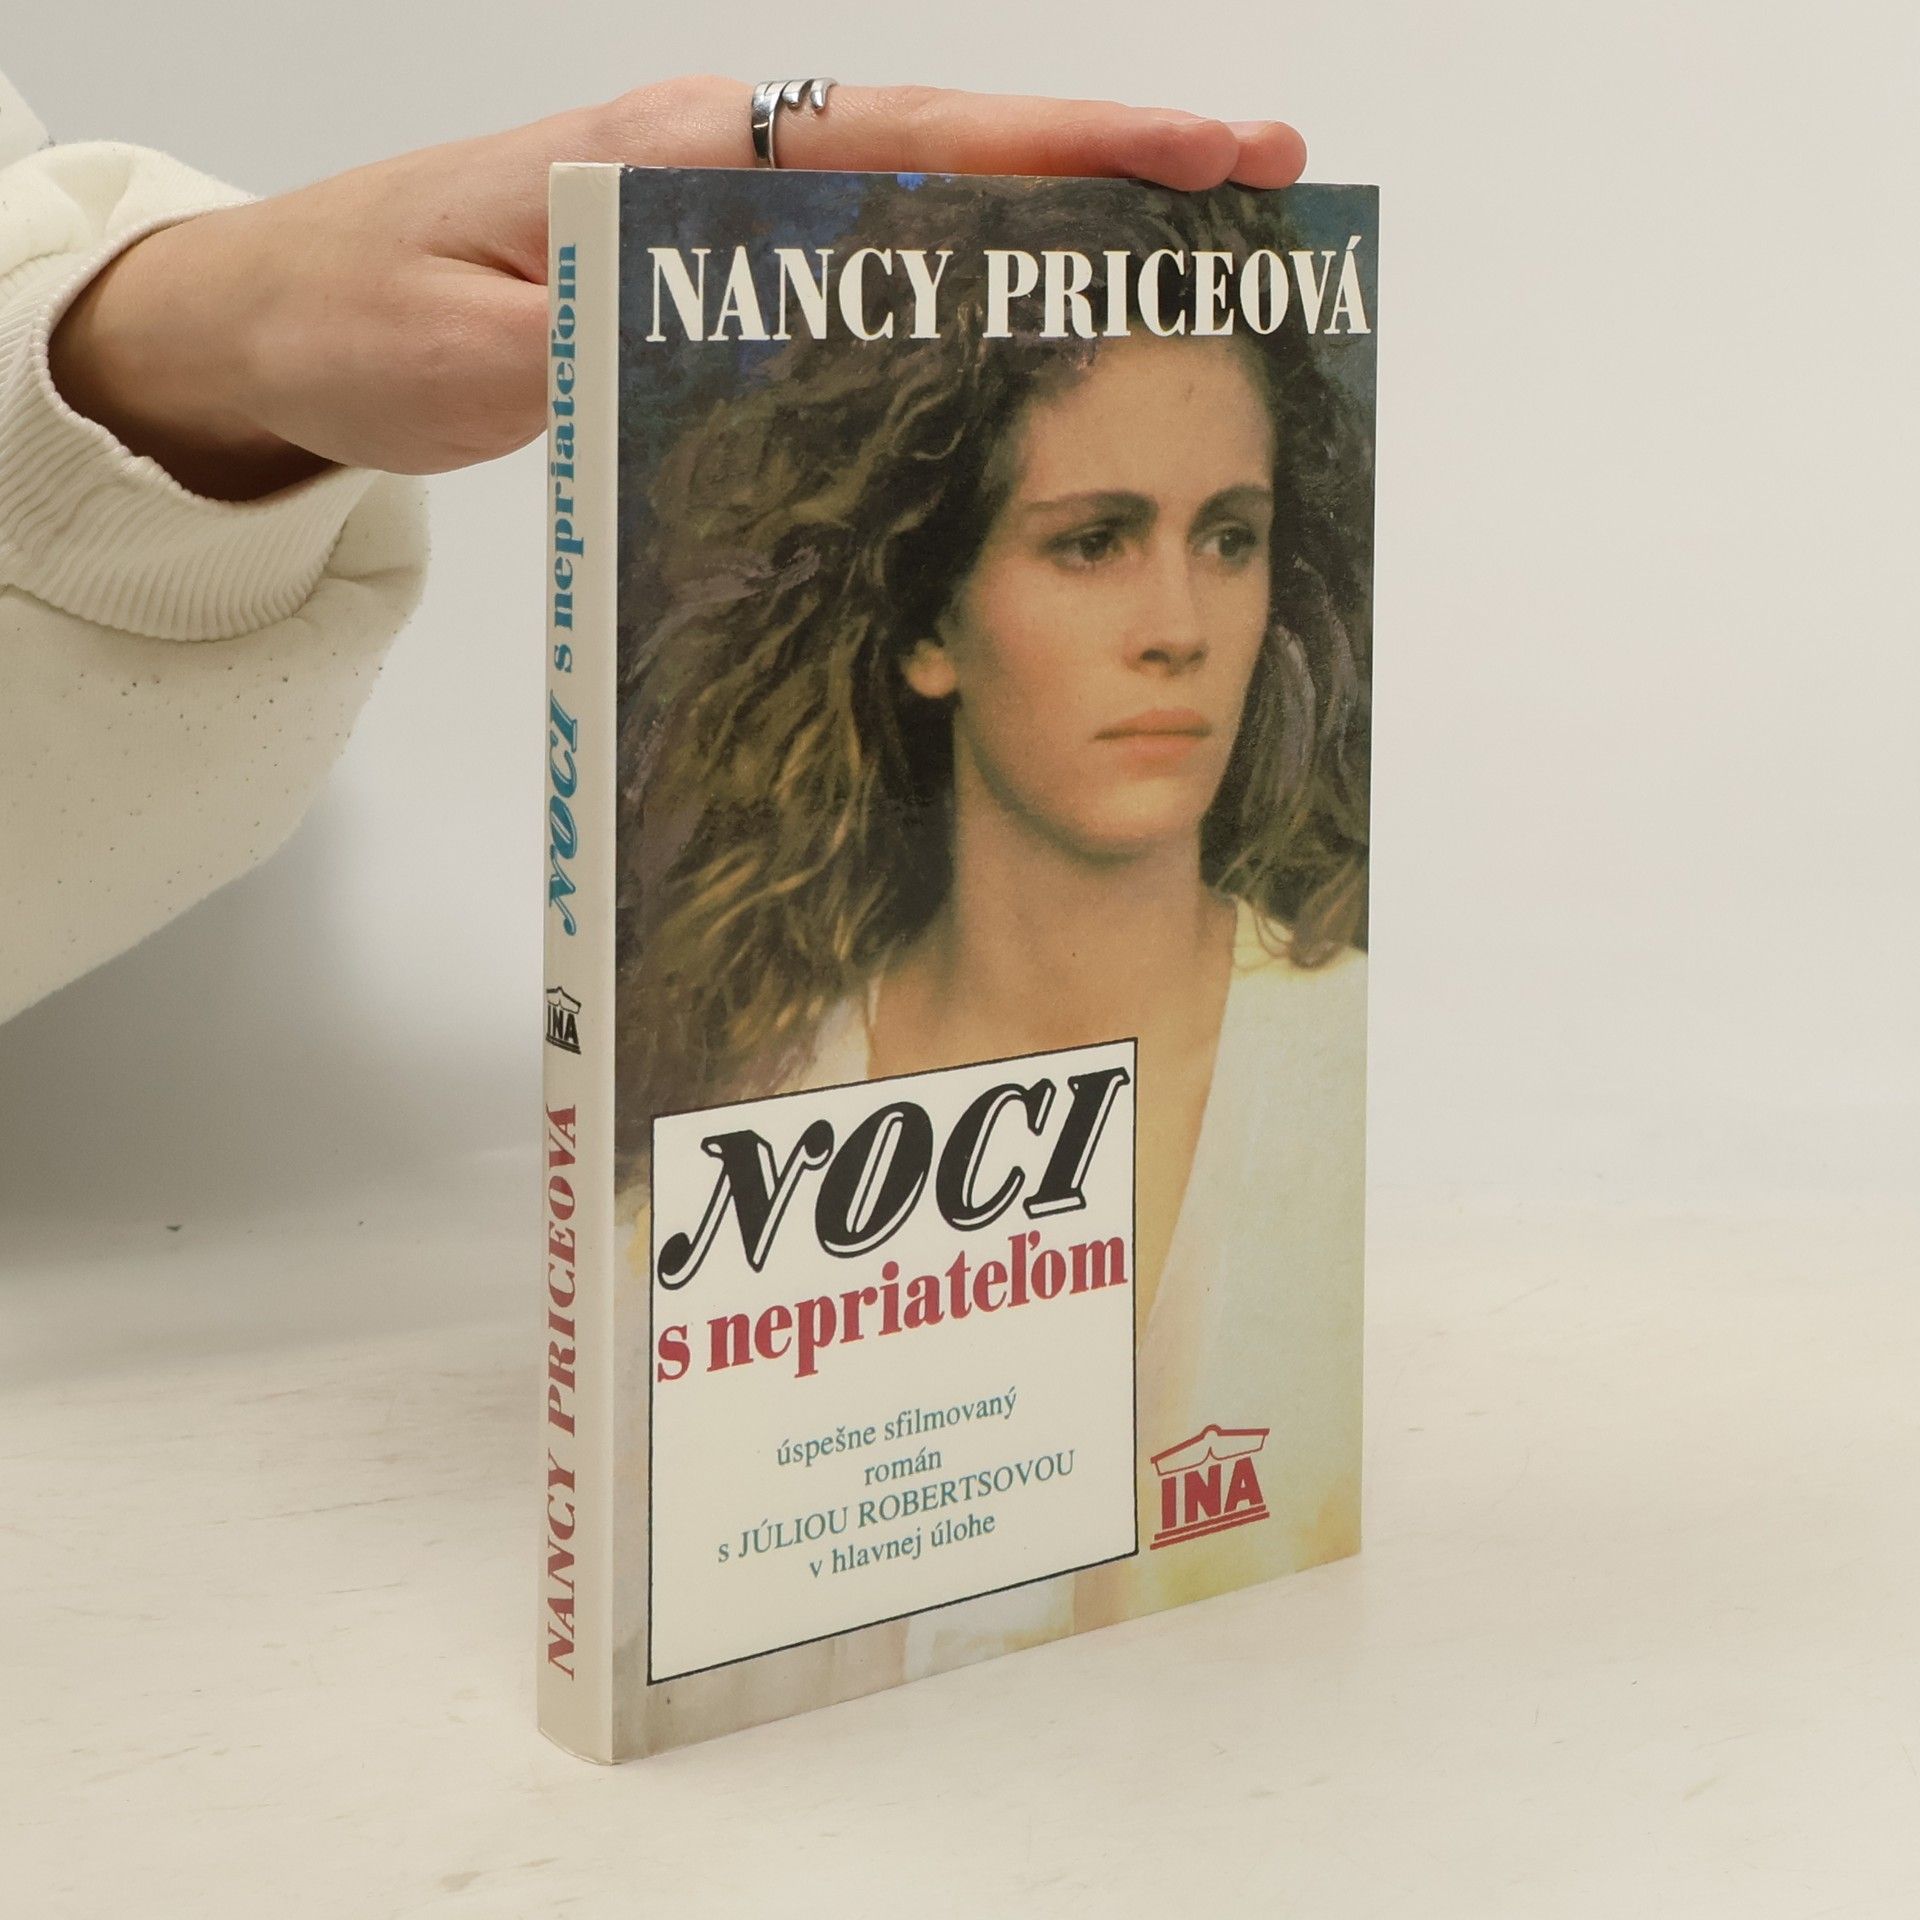 NANCY PRICEOVÁ
NOCI
s nepriateľom
úspešne sfilmovaný
román
s JÚLIOU ROBERTSOVOU
v hlavnej úlohe
INA
NANCY PRICEOVÁ INA NOCI s nepriateľom